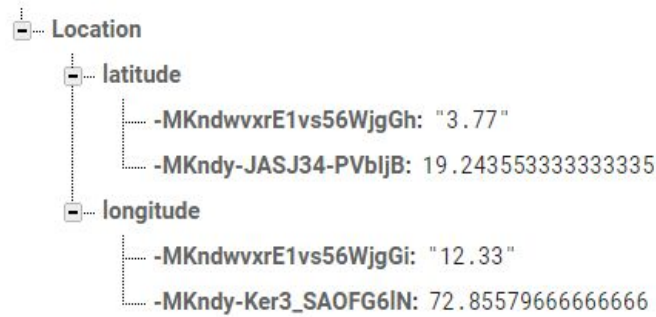 Location
latitude
-MKndwvxrE1vs56WjgGh: "3.77"
-MKndy-JASJ34-PVbljB: 19.243553333333335
longitude
-MKndwvxrE1vs56WjgGi: "12.33"
-MKndy-Ker3_SAOFG6lN: 72.85579666666666